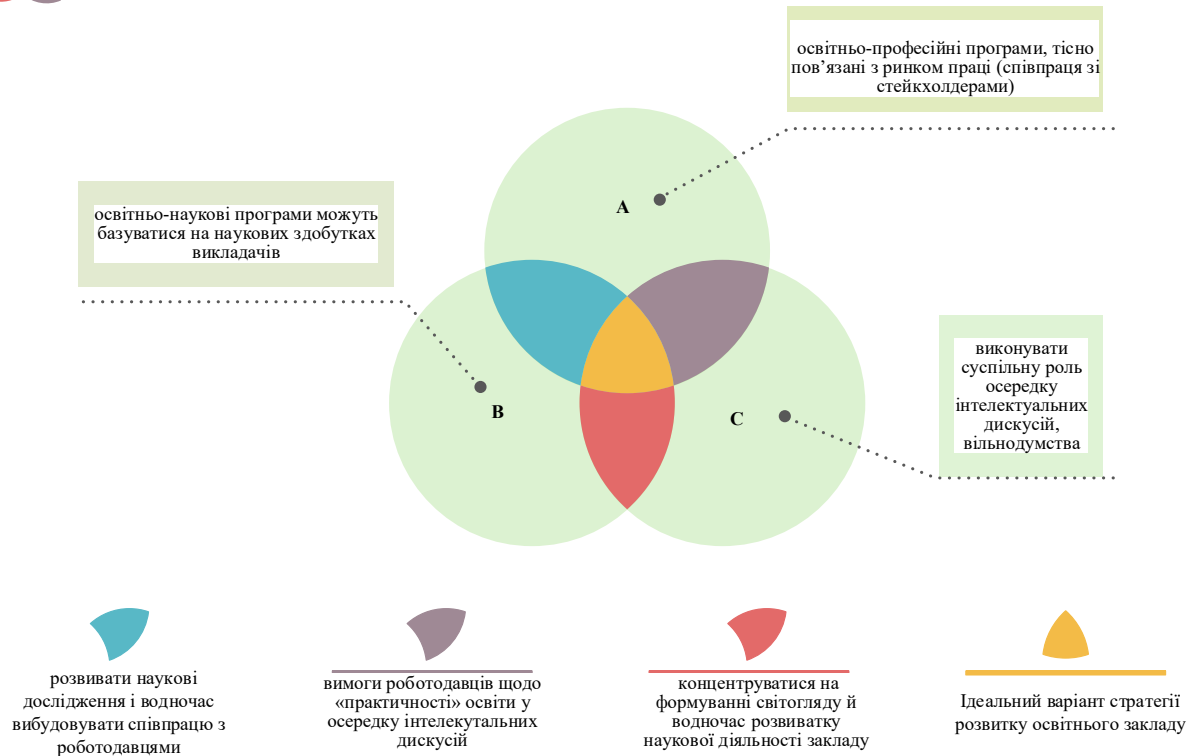 освітньо-професійні програми, тісно
пов’язані з ринком праці (співпраця зі
стейкхолдерами)
A
освітньо-наукові програми можуть
базуватися на наукових здобутках
викладачів
B
C
виконувати
суспільну роль
осередку
інтелектуальних
дискусій,
вільнодумства
розвивати наукові
дослідження і водночас
вибудовувати співпрацю з
роботодавцями
вимоги роботодавців щодо
«практичності» освіти у
осередку інтелекутальних
дискусій
концентруватися на
формуванні світогляду й
водночас розвиватку
наукової діяльності закладу
Ідеальний варіант стратегії
розвитку освітнього закладу